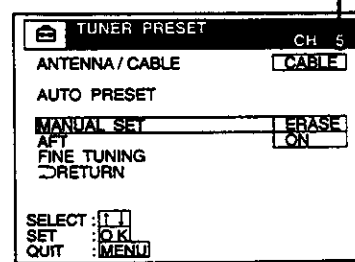 TUNER PRESET
CH 5
ANTENNA / CABLE CABLE
AUTO PRESET
MANUAL SET ERASE
AFT ON
FINE TUNING
⊃RETURN
SELECT : ↑↓
SET : OK
QUIT : MENU